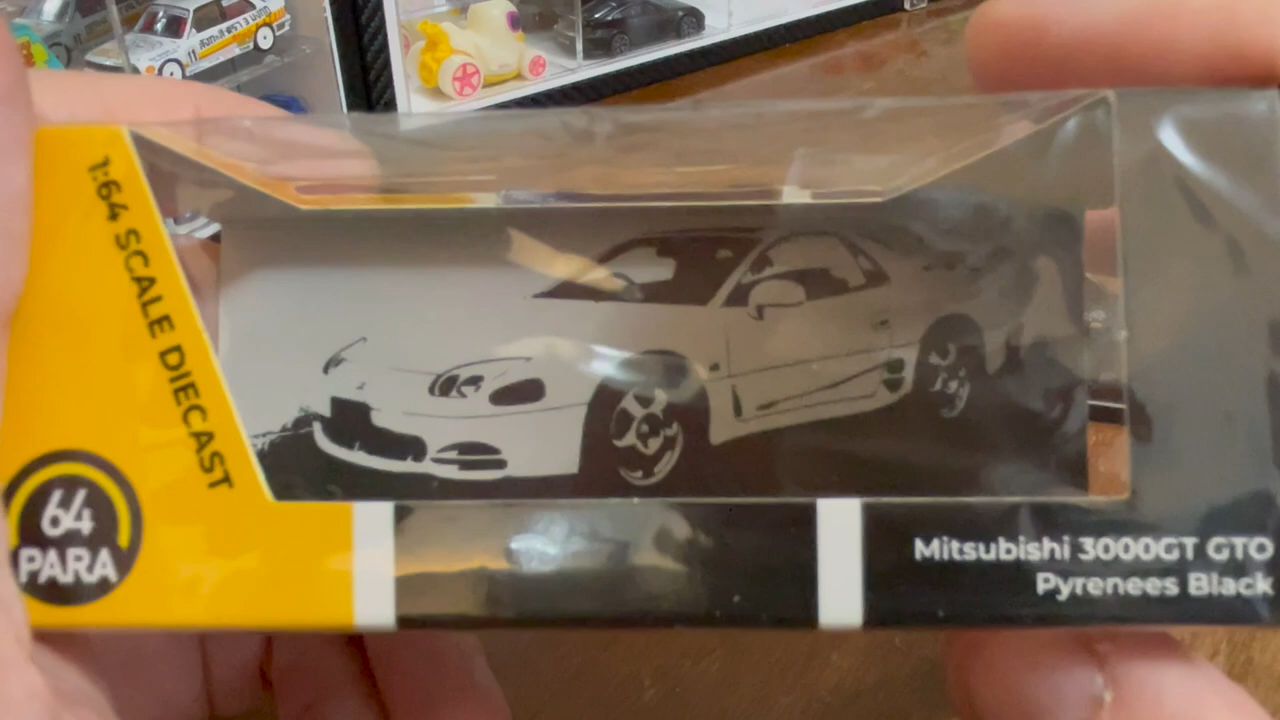 1:64 SCALE DIECAST
64
PARA
Mitsubishi 3000GT GTO
Pyrenees Black